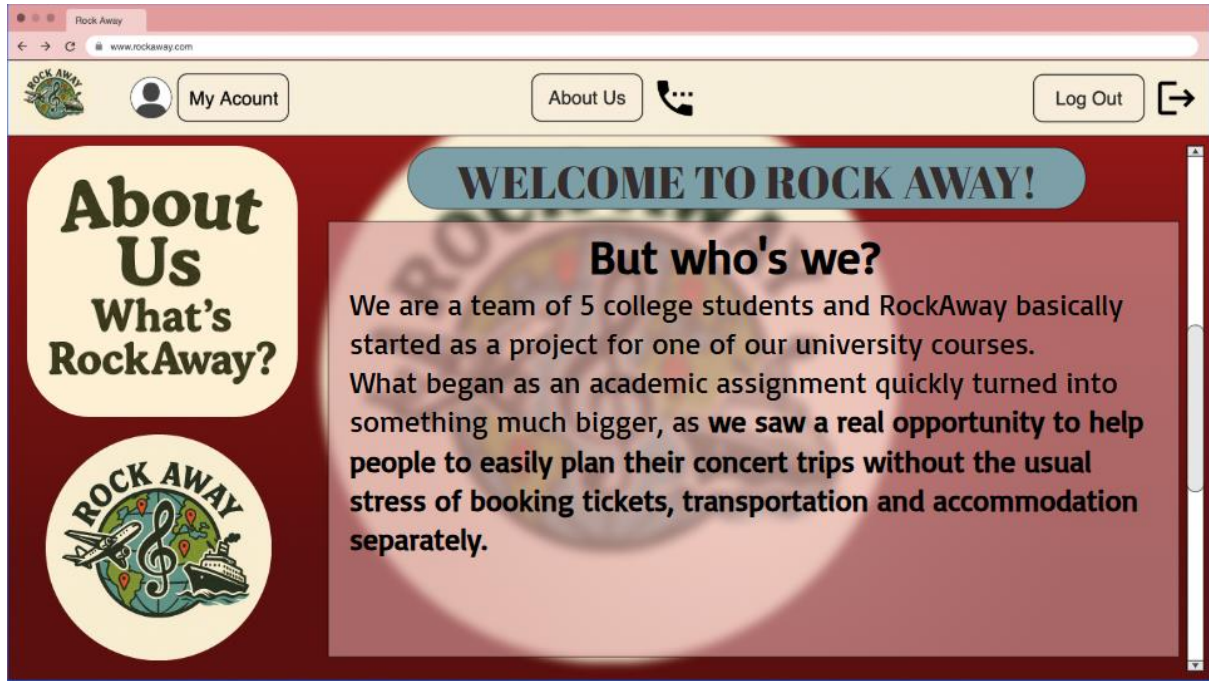 Rock Away
www.rockaway.com
ROCK AWAY
My Acount
About Us
Log Out
About
Us
What's
RockAway?
ROCK AWAY
WELCOME TO ROCK AWAY!
But who's we?
We are a team of 5 college students and RockAway basically
started as a project for one of our university courses.
What began as an academic assignment quickly turned into
something much bigger, as we saw a real opportunity to help
people to easily plan their concert trips without the usual
stress of booking tickets, transportation and accommodation
separately.